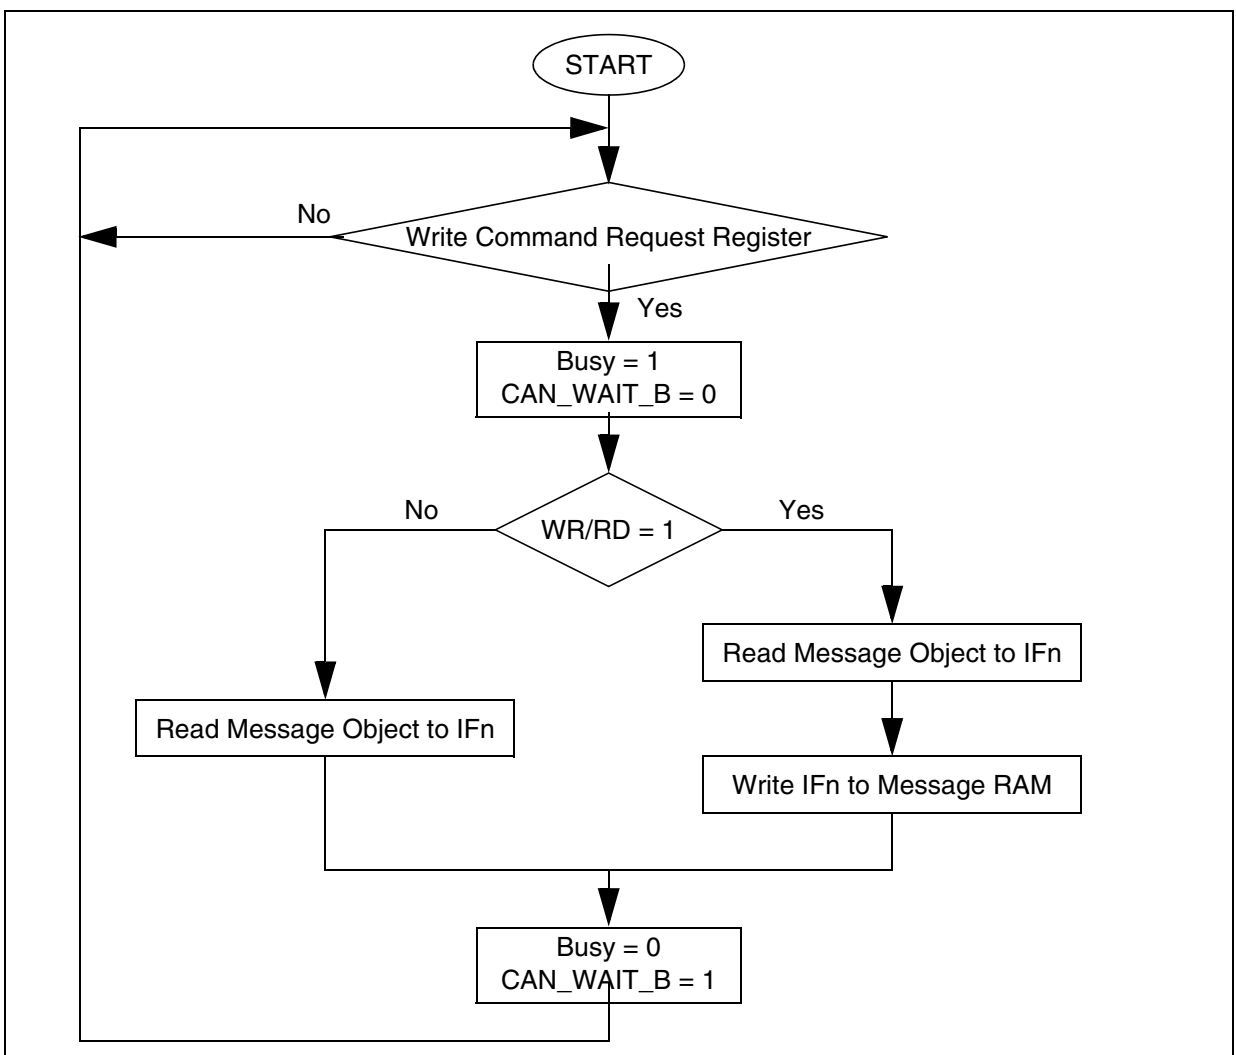 START
No
Write Command Request Register
Yes
Busy = 1
CAN_WAIT_B = 0
No
WR/RD = 1
Yes
Read Message Object to IFn
Read Message Object to IFn
Write IFn to Message RAM
Busy = 0
CAN_WAIT_B = 1